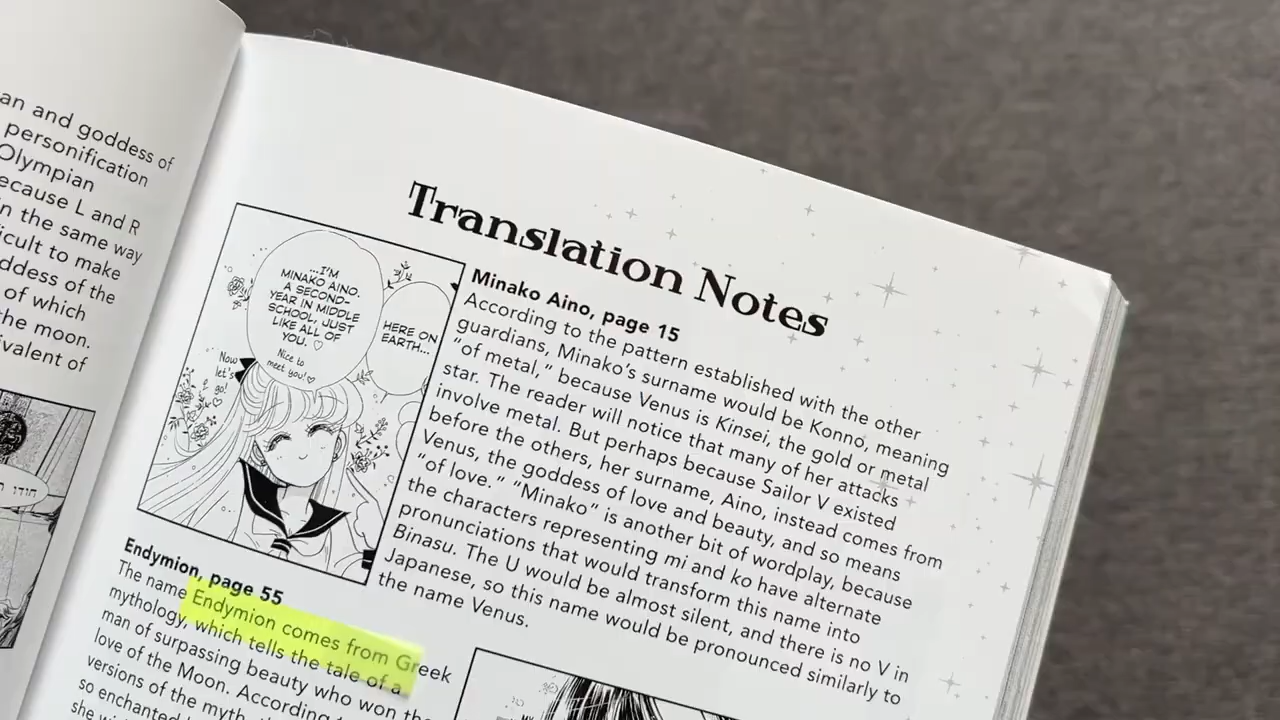 an and goddess of
personification
Olympian
ecause L and R
in the same way
icult to make
ddess of the
of which
the moon.
ivalent of
Translation Notes
...I'M
MINAKO AINO.
A SECOND-
YEAR IN MIDDLE
SCHOOL, JUST
LIKE ALL OF
YOU. ♡
Nice to
meet you!♡
HERE ON
EARTH...
Now
let's
go!
♡
Minako Aino, page 15
According to the pattern established with the other
guardians, Minako's surname would be Konno, meaning
"of metal," because Venus is Kinsei, the gold or metal
star. The reader will notice that many of her attacks
involve metal. But perhaps because Sailor V existed
before the others, her surname, Aino, instead comes from
Venus, the goddess of love and beauty, and so means
"of love." "Minako" is another bit of wordplay, because
the characters representing mi and ko have alternate
pronunciations that would transform this name into
Binasu. The U would be almost silent, and there is no V in
Japanese, so this name would be pronounced similarly to
the name Venus.
Endymion, page 55
The name Endymion comes from Greek
mythology, which tells the tale of a
man of surpassing beauty who won the
love of the Moon. According
versions of the myth,
so enchanted
she